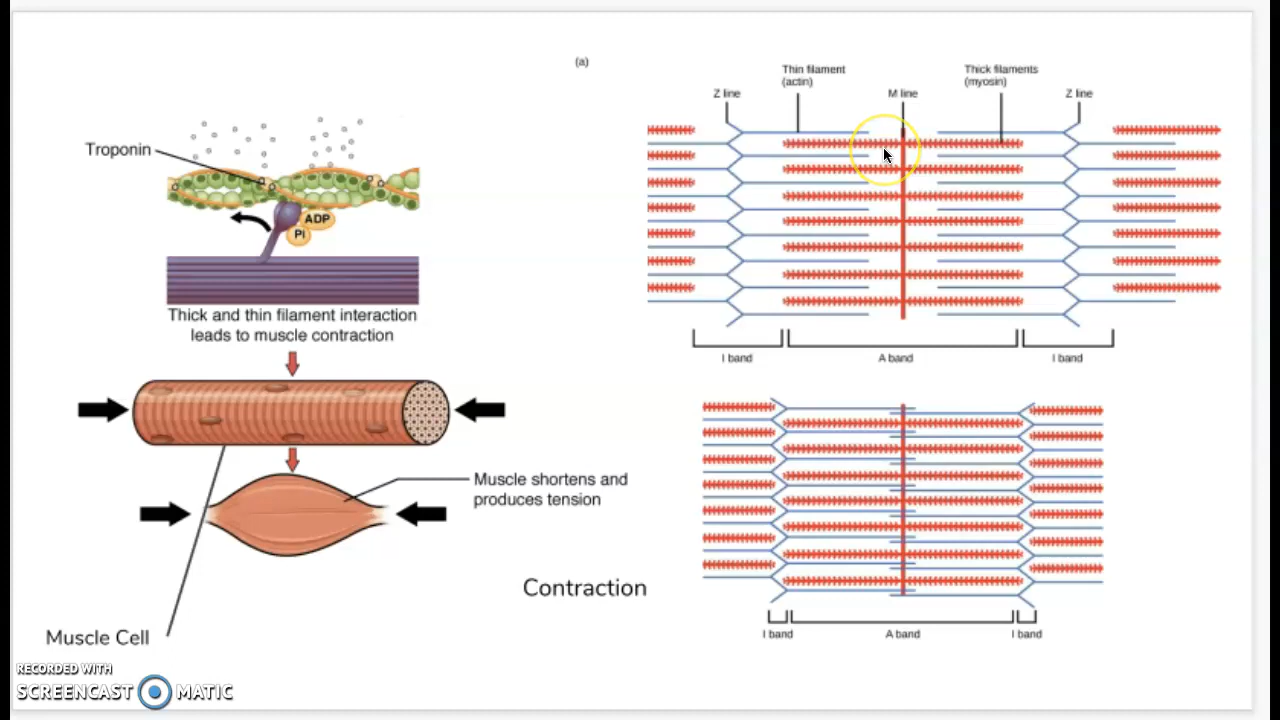 (a)
Troponin
ADP
Pi
Thick and thin filament interaction
leads to muscle contraction
Muscle shortens and
produces tension
Muscle Cell
Thin filament
(actin)
Thick filaments
(myosin)
Z line
M line
Z line
I band
A band
I band
Contraction
I band
A band
I band
RECORDED WITH
SCREENCAST MATIC